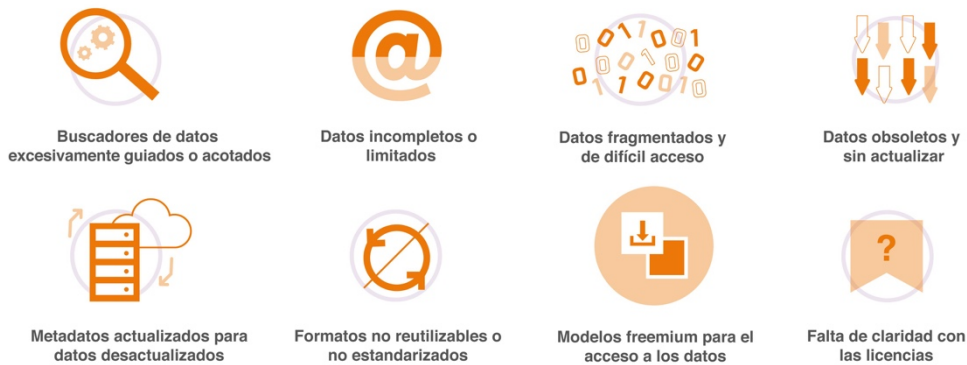 Buscadores de datos
excesivamente guiados o acotados
Datos incompletos o
limitados
Datos fragmentados y
de difícil acceso
Datos obsoletos y
sin actualizar
Metadatos actualizados para
datos desactualizados
Formatos no reutilizables o
no estandarizados
Modelos freemium para el
acceso a los datos
?
Falta de claridad con
las licencias